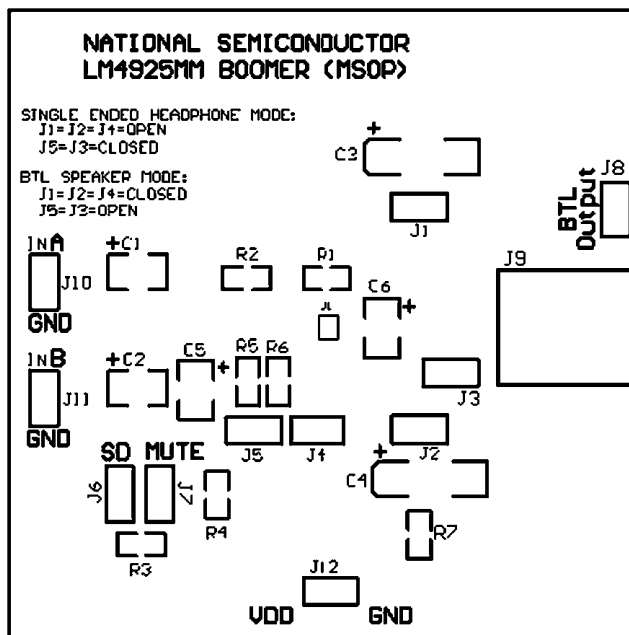 NATIONAL SEMICONDUCTOR
LM4925MM BOOMER (MSOP)
SINGLE ENDED HEADPHONE MODE:
J1=J2=J4=OPEN
J5=J3=CLOSED
BTL SPEAKER MODE:
J1=J2=J4=CLOSED
J5=J3=OPEN
+
C3
J1
J8
BTL
Output
INA
J10
GND
+C1
R2
R1
C6
+
J9
INB
J11
GND
+C2
C5
+
R5
R6
J3
J5
J4
J2
SD MUTE
J6
J7
R4
+
C4
R3
R7
J12
VDD GND